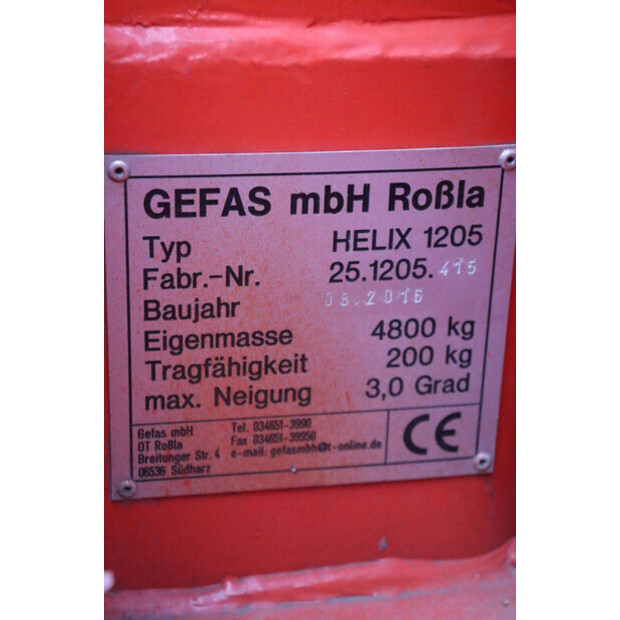 GEFAS mbH Roßla
Typ HELIX 1205
Fabr.-Nr. 25.1205.415
Baujahr 08.2016
Eigenmasse 4800 kg
Tragfähigkeit 200 kg
max. Neigung 3,0 Grad
Gefas mbH Tel. 034651-3990
OT Roßla Fax 034651-39950
Breitunger Str. 4 e-mail: gefasmbh@t-online.de
06536 Südharz
CE